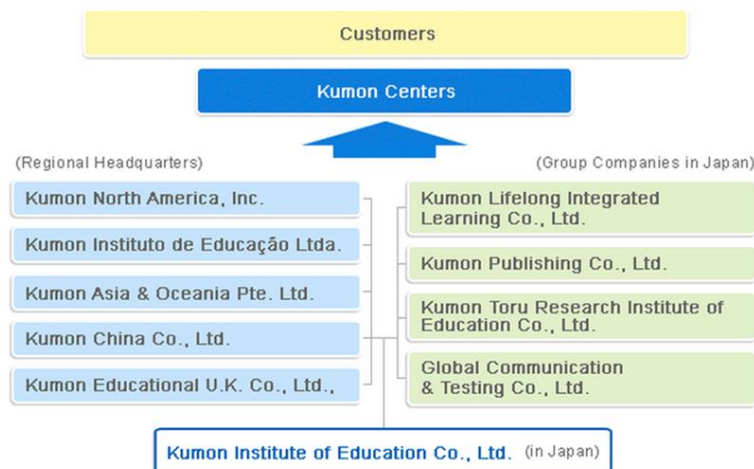 Customers
Kumon Centers
(Regional Headquarters)
Kumon North America, Inc.
Kumon Instituto de Educação Ltda.
Kumon Asia & Oceania Pte. Ltd.
Kumon China Co., Ltd.
Kumon Educational U.K. Co., Ltd.,
(Group Companies in Japan)
Kumon Lifelong Integrated
Learning Co., Ltd.
Kumon Publishing Co., Ltd.
Kumon Toru Research Institute of
Education Co., Ltd.
Global Communication
& Testing Co., Ltd.
Kumon Institute of Education Co., Ltd. (in Japan)